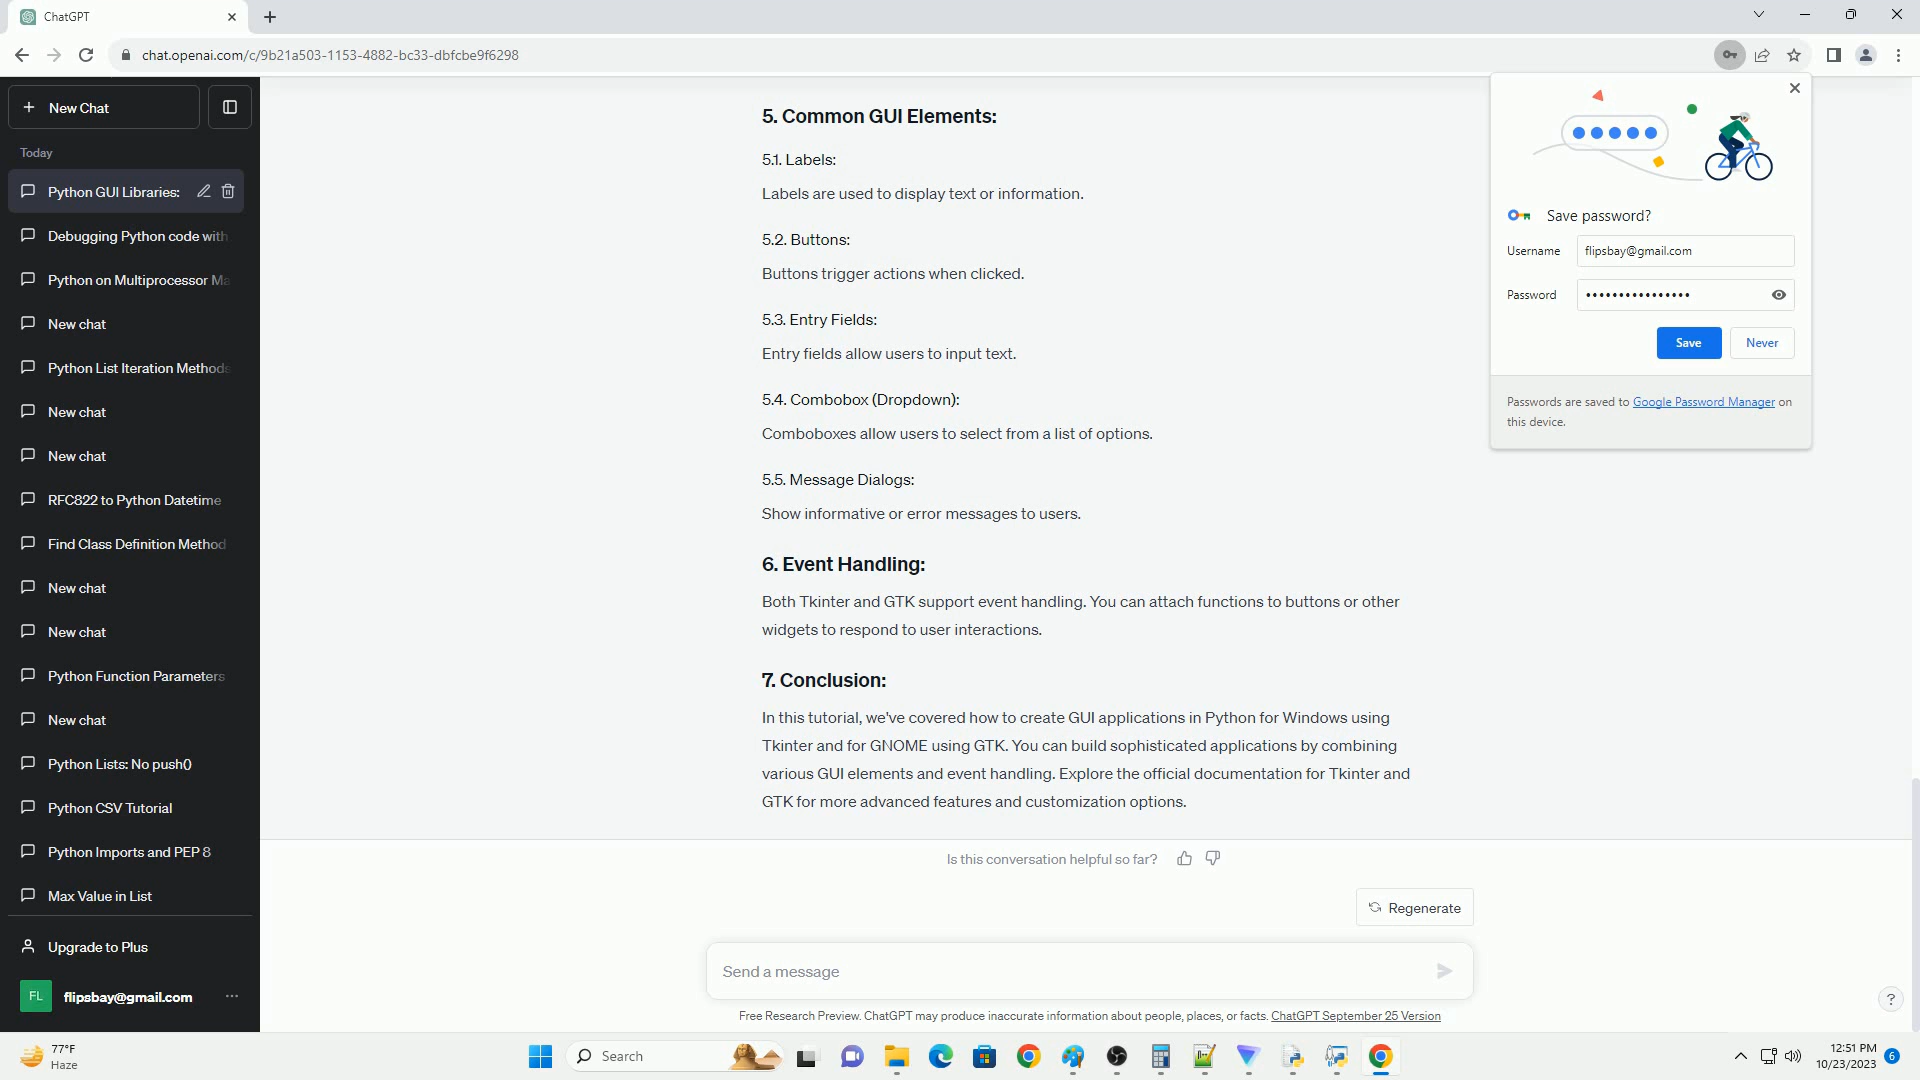 ChatGPT
chat.openai.com/c/9b21a503-1153-4882-bc33-dbfcbe9f6298
New Chat
Today
Python GUI Libraries:
Debugging Python code with
Python on Multiprocessor Ma
New chat
Python List Iteration Methods
New chat
New chat
RFC822 to Python Datetime
Find Class Definition Method
New chat
New chat
Python Function Parameters
New chat
Python Lists: No push()
Python CSV Tutorial
Python Imports and PEP 8
Max Value in List
Upgrade to Plus
FL
flipsbay@gmail.com
5. Common GUI Elements:
5.1. Labels:
Labels are used to display text or information.
5.2. Buttons:
Buttons trigger actions when clicked.
5.3. Entry Fields:
Entry fields allow users to input text.
5.4. Combobox (Dropdown):
Comboboxes allow users to select from a list of options.
5.5. Message Dialogs:
Show informative or error messages to users.
6. Event Handling:
Both Tkinter and GTK support event handling. You can attach functions to buttons or other
widgets to respond to user interactions.
7. Conclusion:
In this tutorial, we've covered how to create GUI applications in Python for Windows using
Tkinter and for GNOME using GTK. You can build sophisticated applications by combining
various GUI elements and event handling. Explore the official documentation for Tkinter and
GTK for more advanced features and customization options.
Is this conversation helpful so far?
Regenerate
Send a message
Free Research Preview. ChatGPT may produce inaccurate information about people, places, or facts. ChatGPT September 25 Version
?
Save password?
Username flipsbay@gmail.com
Password ••••••••••••••••
Save Never
Passwords are saved to Google Password Manager on
this device.
77°F
Haze
Search
12:51 PM
10/23/2023
6